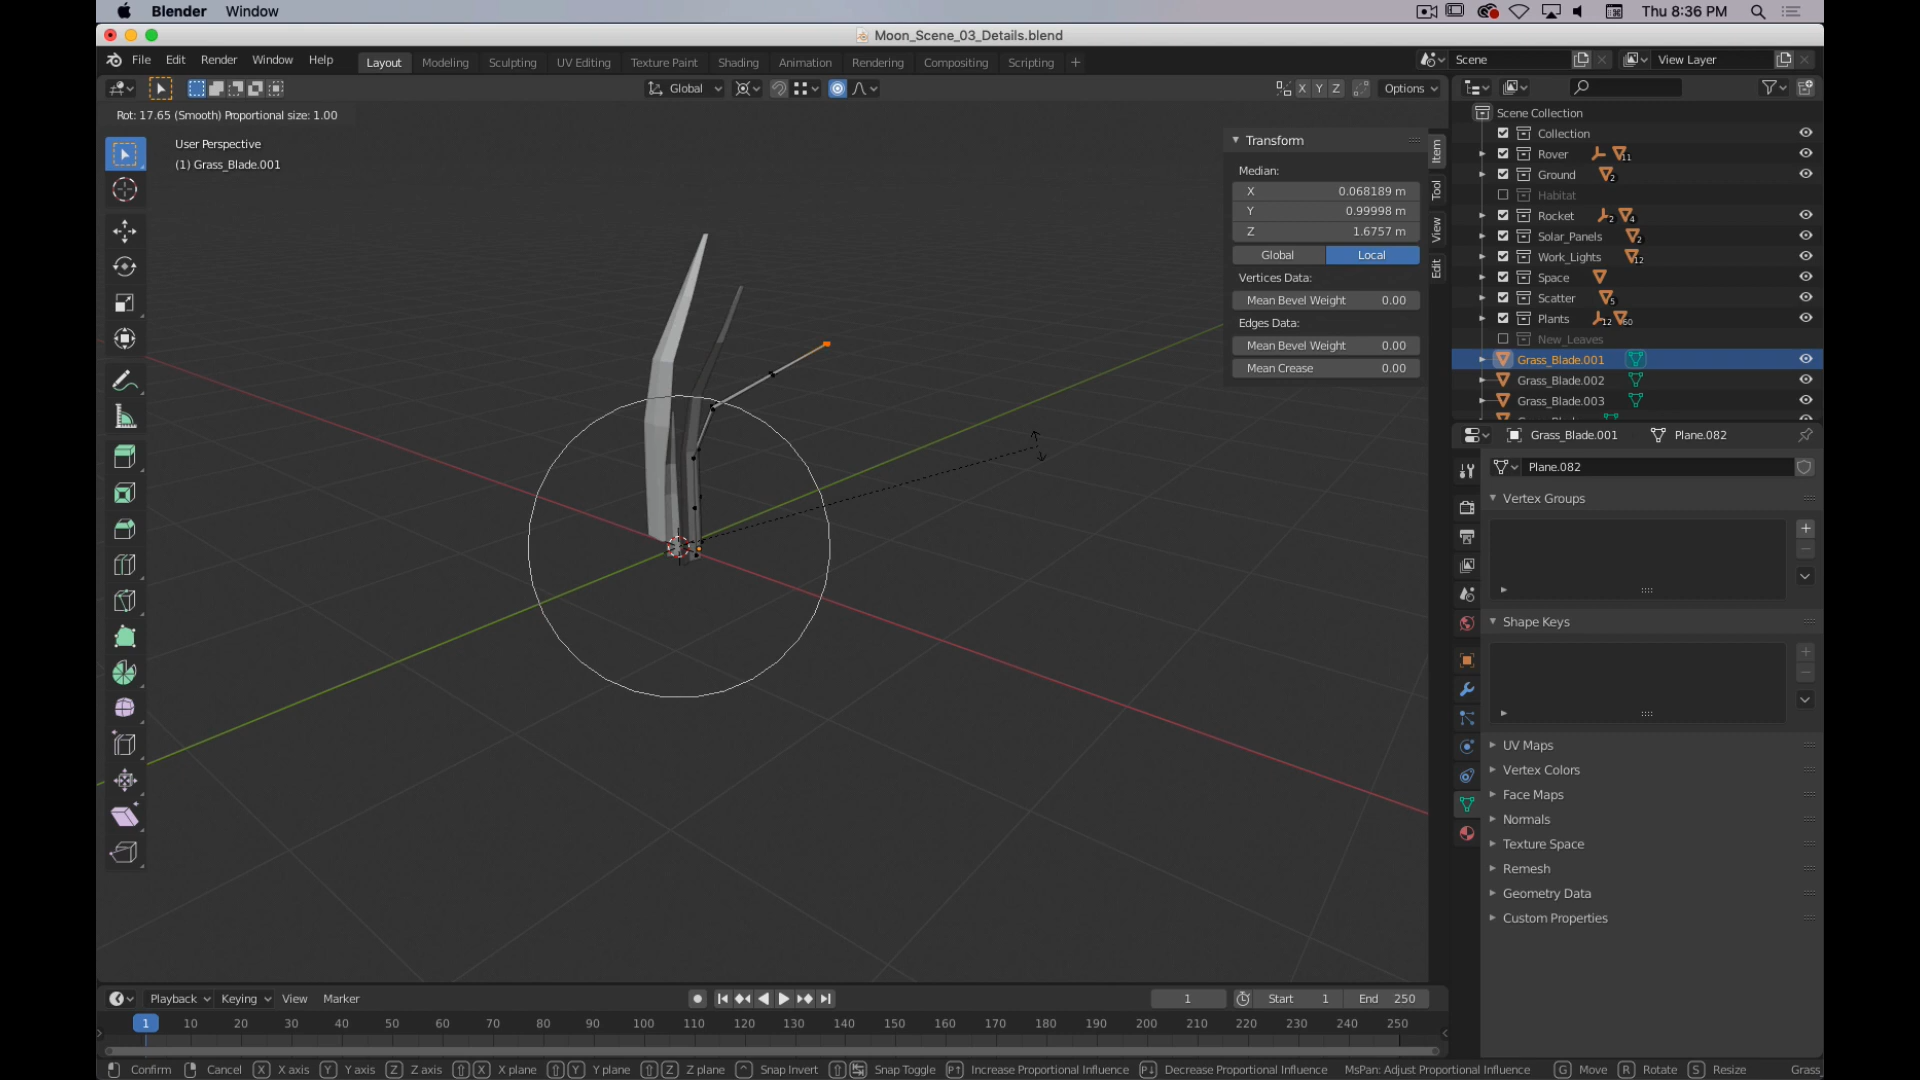 Blender Window
Thu 8:36 PM
Moon_Scene_03_Details.blend
File Edit Render Window Help
Layout Modeling Sculpting UV Editing Texture Paint Shading Animation Rendering Compositing Scripting +
Scene
View Layer
Global
X Y Z
Options
Rot: 17.65 (Smooth) Proportional size: 1.00
User Perspective
(1) Grass_Blade.001
Transform
Median:
X 0.068189 m
Y 0.99998 m
Z 1.6757 m
Global Local
Vertices Data:
Mean Bevel Weight 0.00
Edges Data:
Mean Bevel Weight 0.00
Mean Crease 0.00
Item
Tool
View
Edit
Scene Collection
Collection
Rover 11
Ground 2
Habitat
Rocket 2 4
Solar_Panels 2
Work_Lights 12
Space
Scatter 5
Plants 12 60
New_Leaves
Grass_Blade.001
Grass_Blade.002
Grass_Blade.003
Grass_Blade.001 Plane.082
Plane.082
Vertex Groups
Shape Keys
UV Maps
Vertex Colors
Face Maps
Normals
Texture Space
Remesh
Geometry Data
Custom Properties
Playback Keying View Marker
1 Start 1 End 250
1 10 20 30 40 50 60 70 80 90 100 110 120 130 140 150 160 170 180 190 200 210 220 230 240 250
Confirm Cancel X X axis Y Y axis Z Z axis X X plane Y Y plane Z Z plane Snap Invert Snap Toggle Increase Proportional Influence Decrease Proportional Influence MsPan: Adjust Proportional Influence G Move R Rotate S Resize Grass